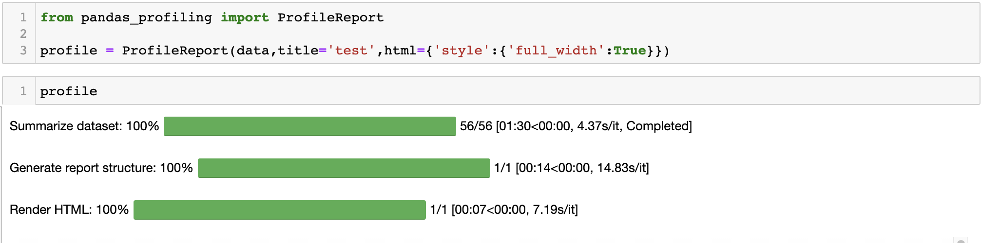 1 from pandas_profiling import ProfileReport
2
3 profile = ProfileReport(data,title='test',html={'style':{'full_width':True}})
1 profile
Summarize dataset: 100% 56/56 [01:30<00:00, 4.37s/it, Completed]
Generate report structure: 100% 1/1 [00:14<00:00, 14.83s/it]
Render HTML: 100% 1/1 [00:07<00:00, 7.19s/it]